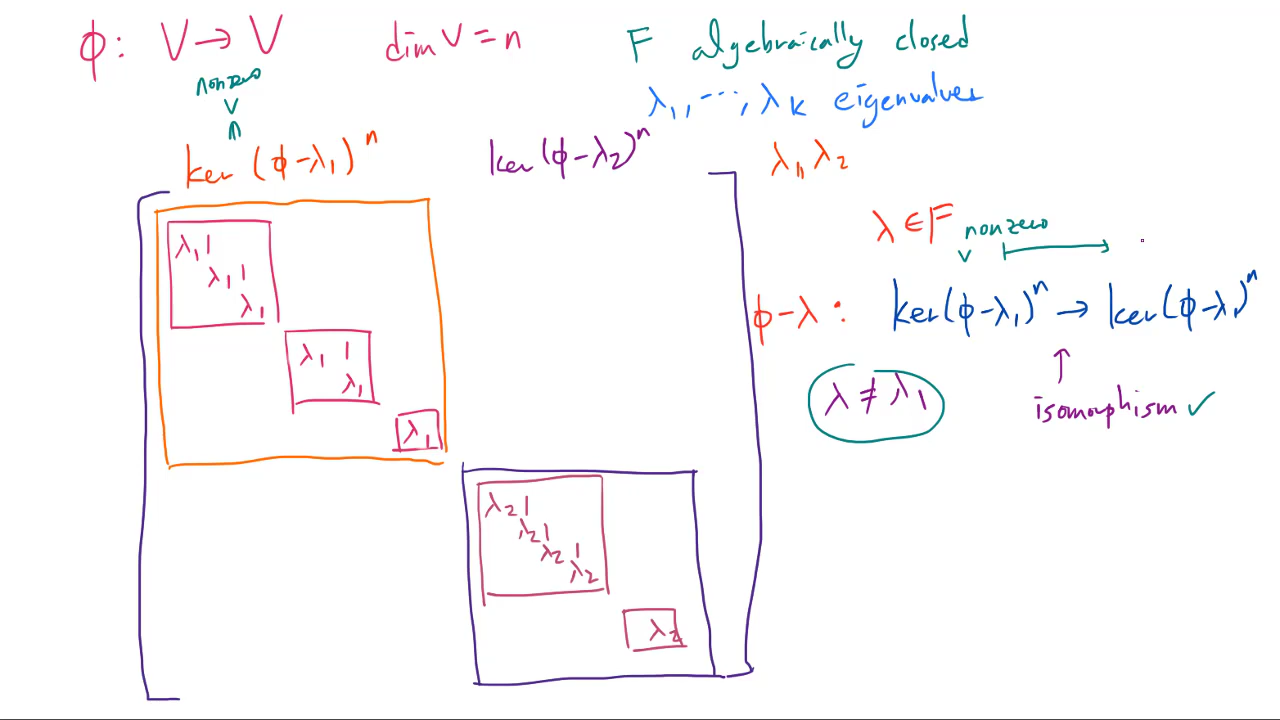 ϕ: V → V dim V = n F algebraically closed
λ₁, ..., λₖ eigenvalues
nonzero
v
∩
ker (ϕ-λ₁)ⁿ ker(ϕ-λ₂)ⁿ λ₁, λ₂
λ ∈ F
nonzero
v ↦
ϕ-λ : ker(ϕ-λ₁)ⁿ → ker(ϕ-λ₁)ⁿ
↑
λ ≠ λ₁ isomorphism ✓
λ₁ 1
λ₁ 1
λ₁
λ₁ 1
λ₁
λ₁
λ₂ 1
λ₂ 1
λ₂ 1
λ₂
λ₂